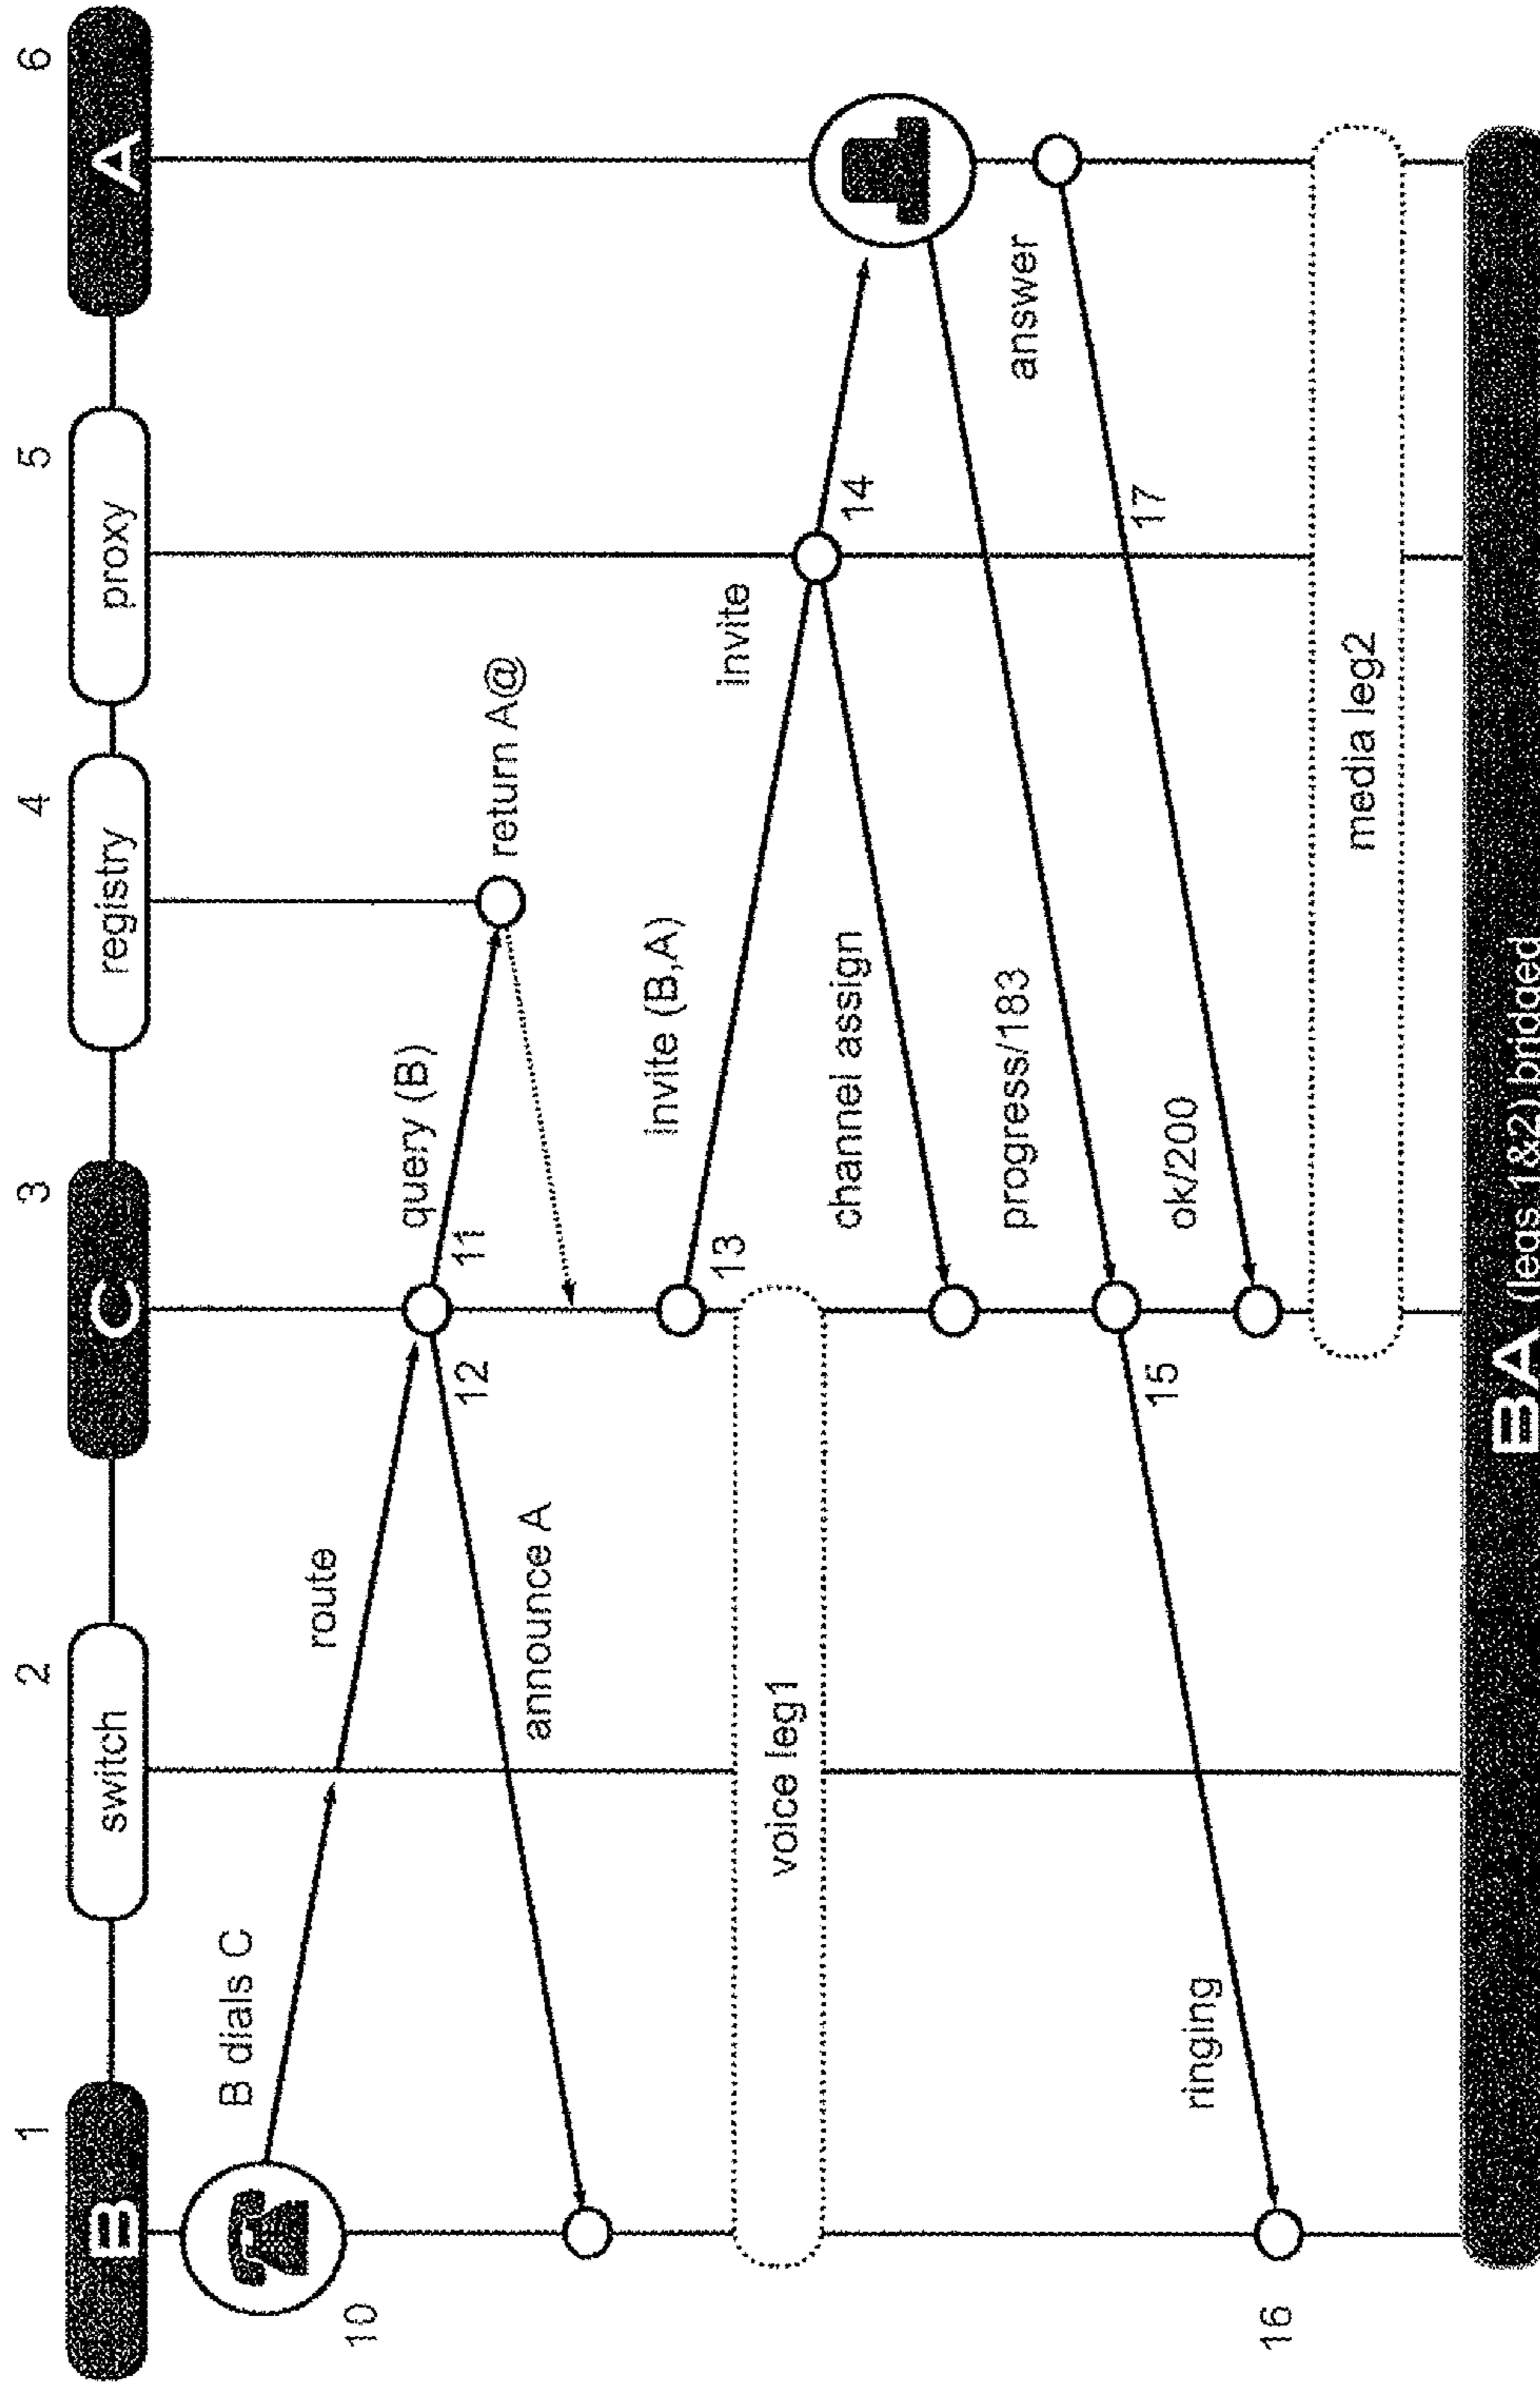 1 2 3 4 5 6
B switch C registry proxy A
B dials C
route
10
query (B)
11
12
return A@
announce A
invite (B,A)
13
invite
14
voice leg1
channel assign
progress/183
answer
15
17
ok/200
ringing
16
media leg2
BA (legs 1&2) bridged